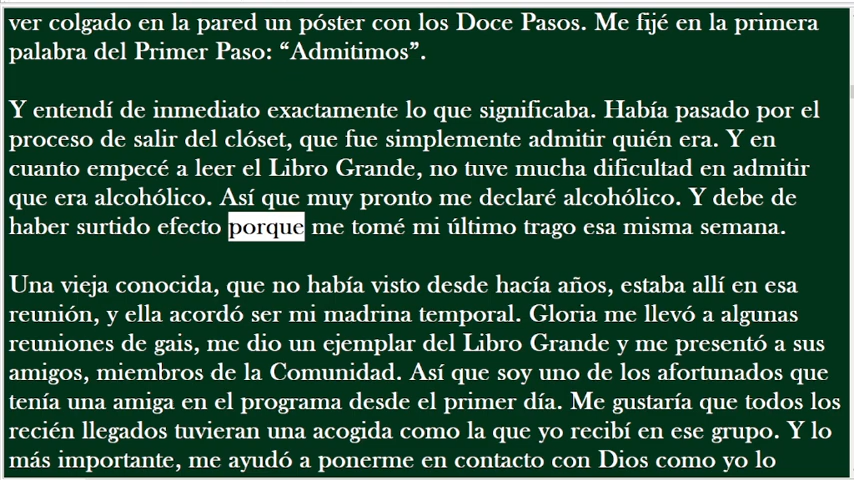 ver colgado en la pared un póster con los Doce Pasos. Me fijé en la primera
palabra del Primer Paso: “Admitimos”.
Y entendí de inmediato exactamente lo que significaba. Había pasado por el
proceso de salir del clóset, que fue simplemente admitir quién era. Y en
cuanto empecé a leer el Libro Grande, no tuve mucha dificultad en admitir
que era alcohólico. Así que muy pronto me declaré alcohólico. Y debe de
haber surtido efecto porque me tomé mi último trago esa misma semana.
Una vieja conocida, que no había visto desde hacía años, estaba allí en esa
reunión, y ella acordó ser mi madrina temporal. Gloria me llevó a algunas
reuniones de gais, me dio un ejemplar del Libro Grande y me presentó a sus
amigos, miembros de la Comunidad. Así que soy uno de los afortunados que
tenía una amiga en el programa desde el primer día. Me gustaría que todos los
recién llegados tuvieran una acogida como la que yo recibí en ese grupo. Y lo
más importante, me ayudó a ponerme en contacto con Dios como yo lo